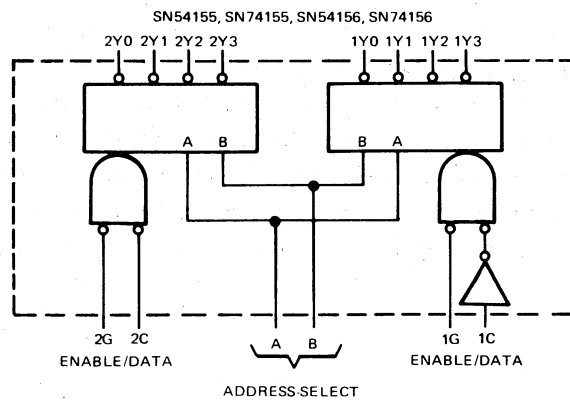 SN54155, SN74155, SN54156, SN74156
2Y0 2Y1 2Y2 2Y3 1Y0 1Y1 1Y2 1Y3
A B B A
2G 2C A B 1G 1C
ENABLE/DATA ENABLE/DATA
ADDRESS-SELECT